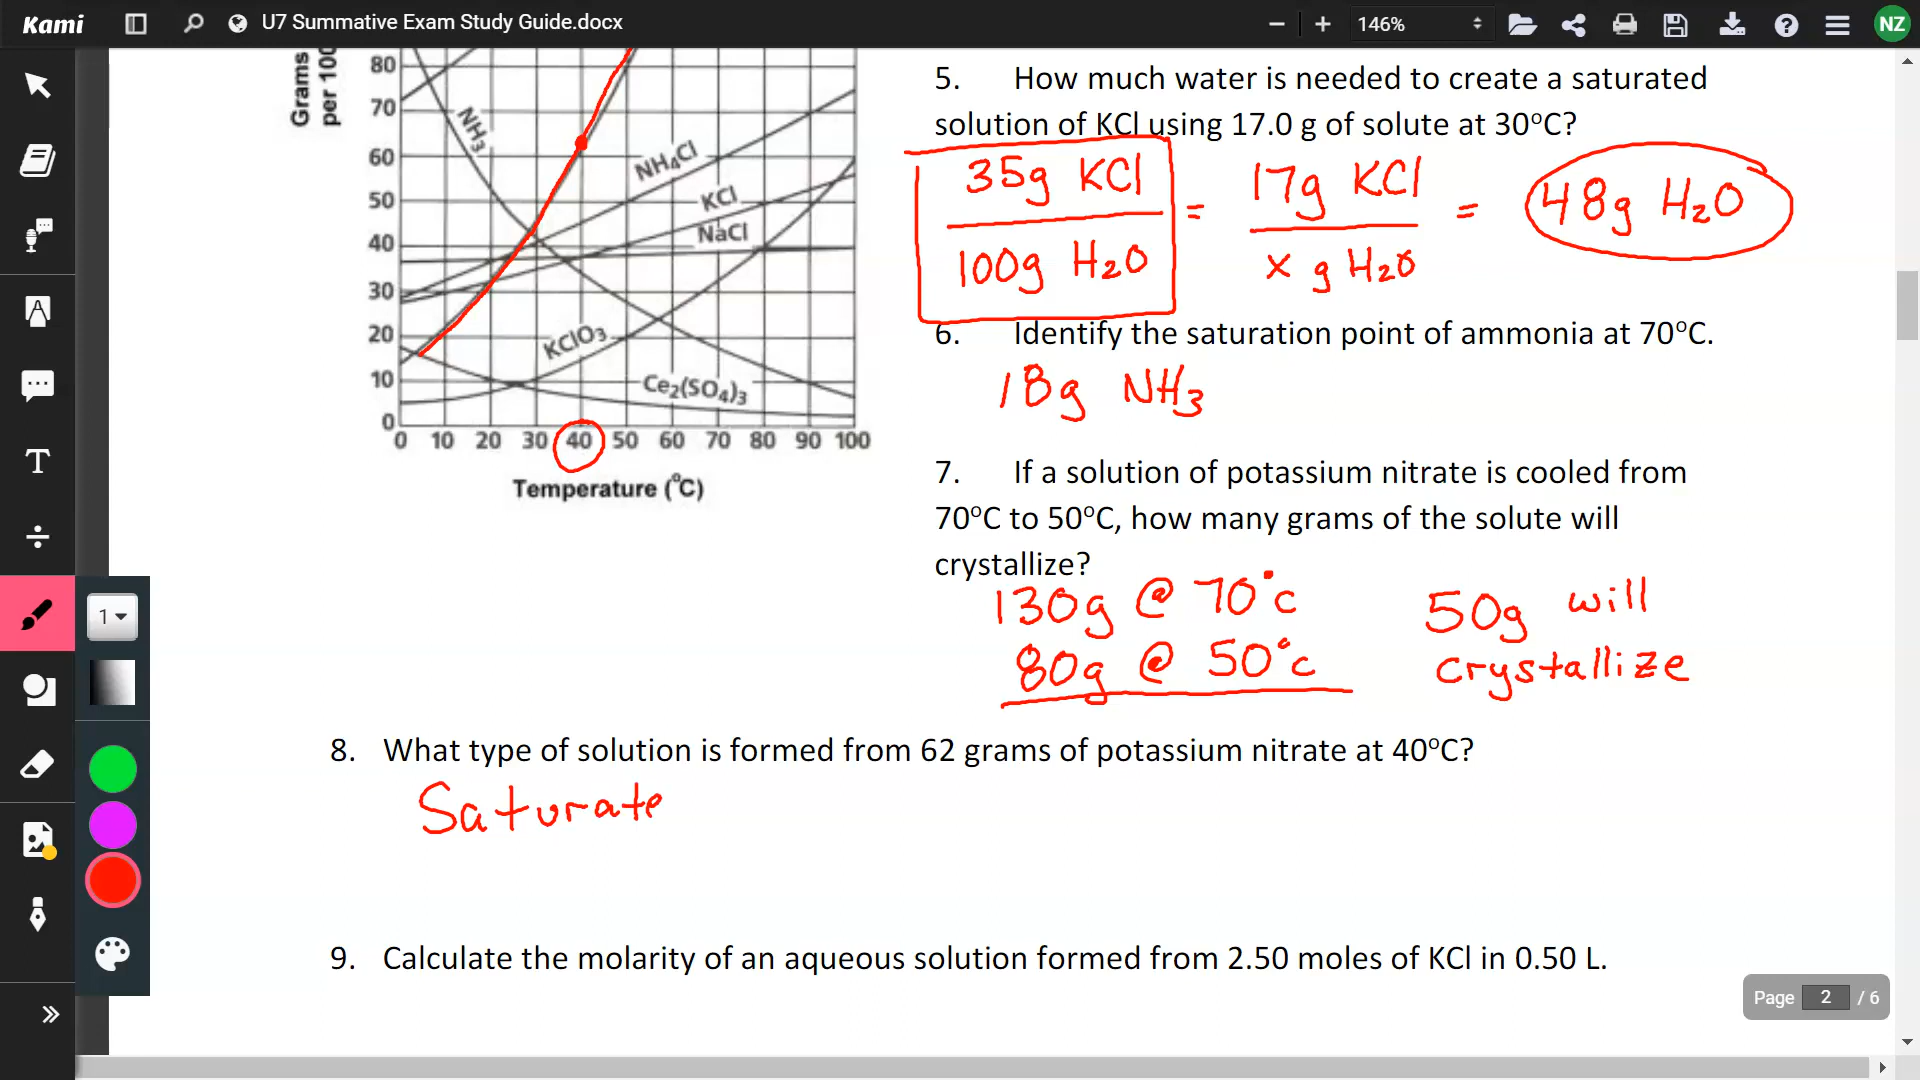 Kami U7 Summative Exam Study Guide.docx 146% NZ
Grams
per 100
80
70
60
50
40
30
20
10
0
0 10 20 30 40 50 60 70 80 90 100
NH₃
NH₄Cl
KCl
NaCl
KClO₃
Ce₂(SO₄)₃
Temperature (°C)
5. How much water is needed to create a saturated
solution of KCl using 17.0 g of solute at 30°C?
35g KCl = 17g KCl = 48g H₂O
100g H₂O x g H₂O
6. Identify the saturation point of ammonia at 70°C.
18g NH₃
7. If a solution of potassium nitrate is cooled from
70°C to 50°C, how many grams of the solute will
crystallize?
130g @ 70°c 50g will
80g @ 50°c crystallize
8. What type of solution is formed from 62 grams of potassium nitrate at 40°C?
Saturate
9. Calculate the molarity of an aqueous solution formed from 2.50 moles of KCl in 0.50 L.
1
Page 2 / 6